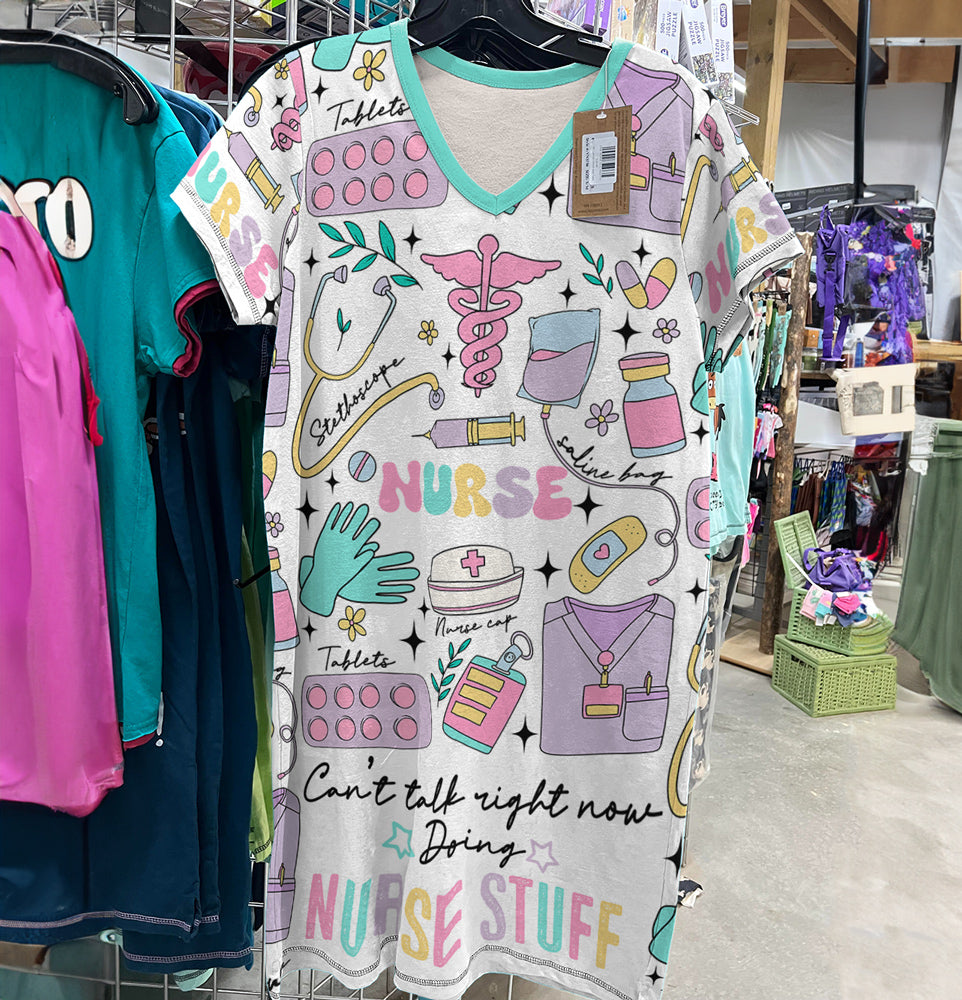 Tablets
NURSE
NURS
Stethoscope
saline bag
NURSE
Nurse cap
Tablets
Can't talk right now
Doing
NURSE STUFF